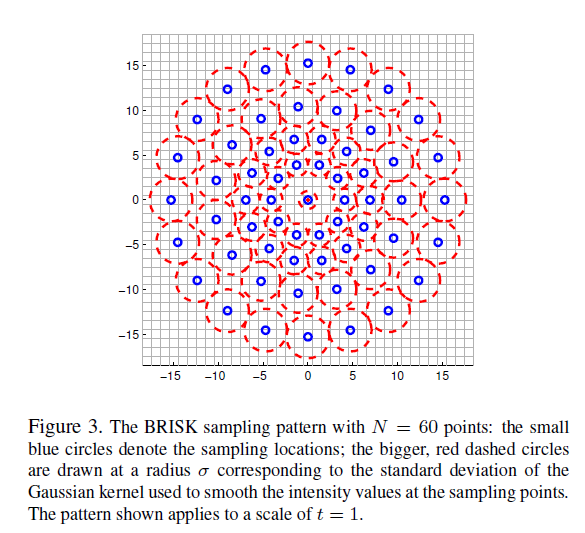 15
10
5
0
−5
−10
−15
−15 −10 −5 0 5 10 15
Figure 3. The BRISK sampling pattern with N = 60 points: the small
blue circles denote the sampling locations; the bigger, red dashed circles
are drawn at a radius σ corresponding to the standard deviation of the
Gaussian kernel used to smooth the intensity values at the sampling points.
The pattern shown applies to a scale of t = 1.